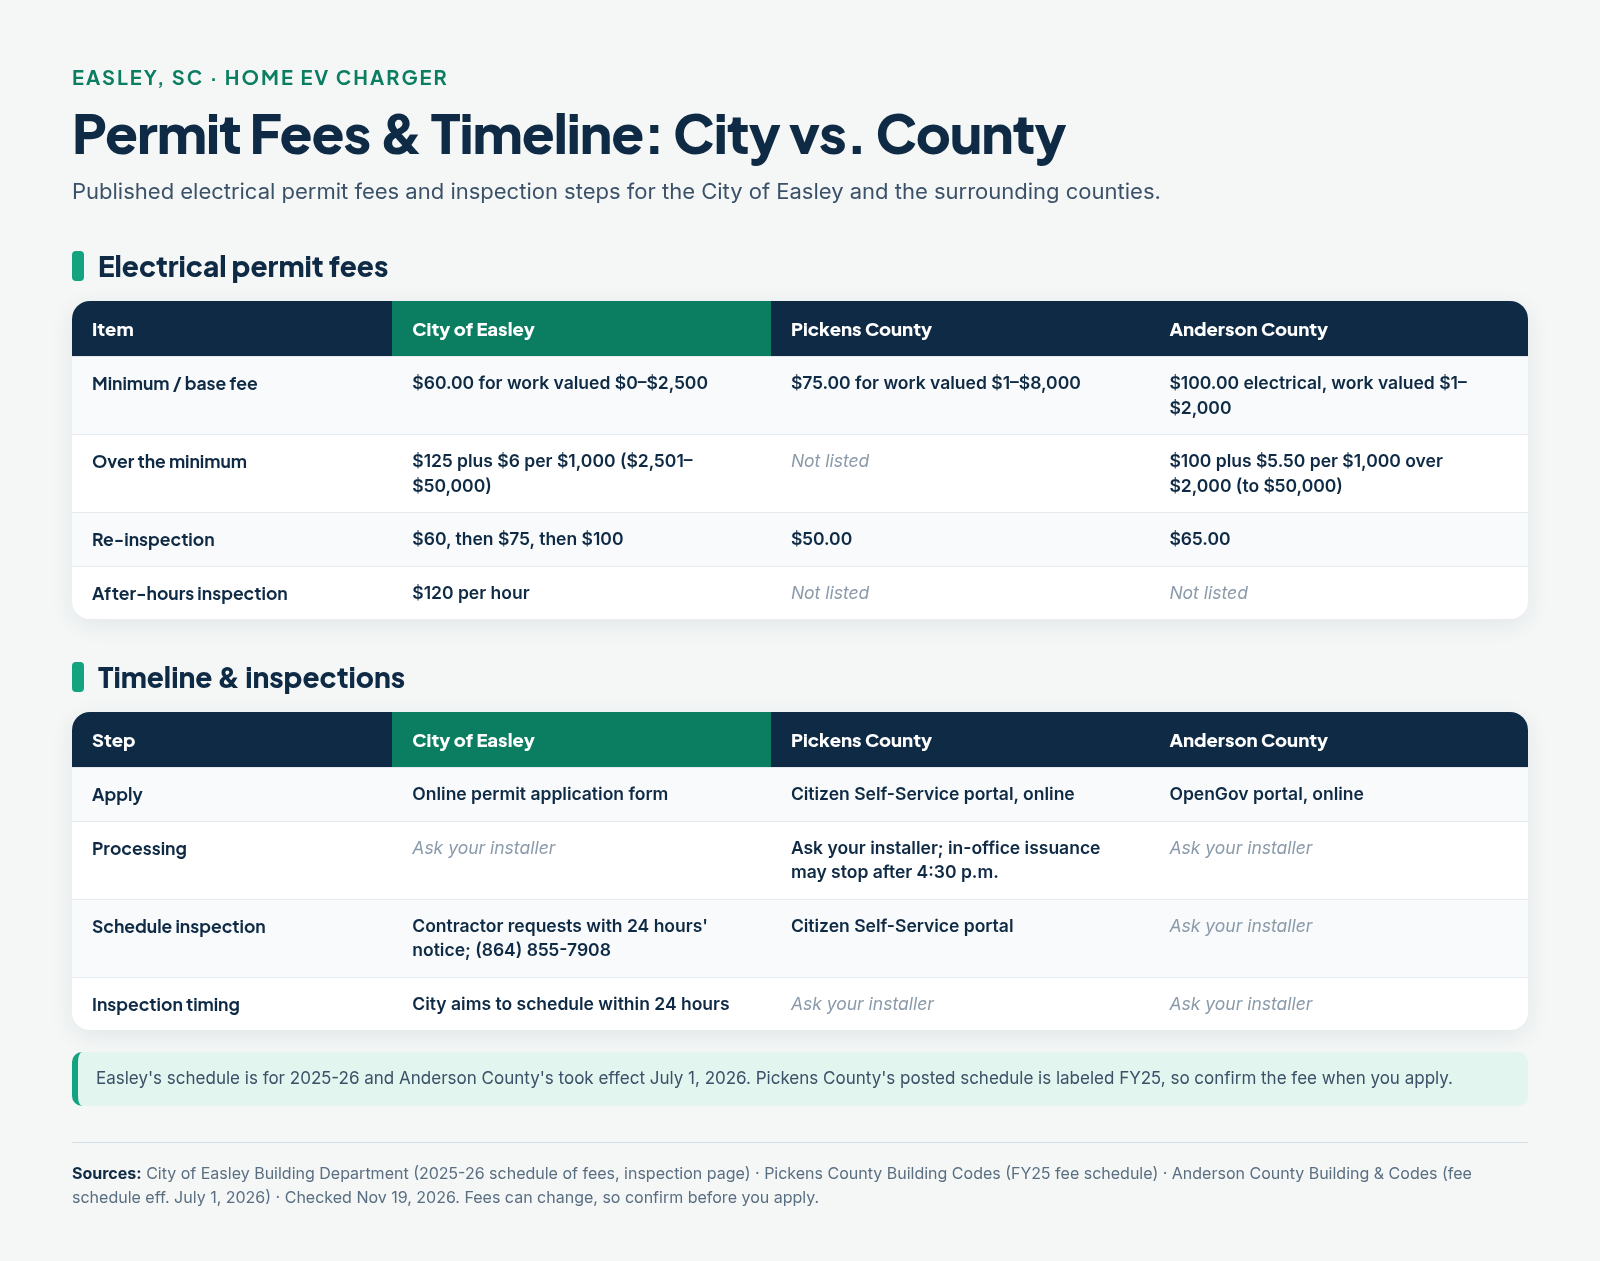 EASLEY, SC · HOME EV CHARGER
Permit Fees & Timeline: City vs. County
Published electrical permit fees and inspection steps for the City of Easley and the surrounding counties.
Electrical permit fees
Item City of Easley Pickens County Anderson County
Minimum / base fee $60.00 for work valued $0–$2,500 $75.00 for work valued $1–$8,000 $100.00 electrical, work valued $1–
$2,000
Over the minimum $125 plus $6 per $1,000 ($2,501– Not listed $100 plus $5.50 per $1,000 over
$50,000) $2,000 (to $50,000)
Re-inspection $60, then $75, then $100 $50.00 $65.00
After-hours inspection $120 per hour Not listed Not listed
Timeline & inspections
Step City of Easley Pickens County Anderson County
Apply Online permit application form Citizen Self-Service portal, online OpenGov portal, online
Processing Ask your installer Ask your installer; in-office issuance Ask your installer
may stop after 4:30 p.m.
Schedule inspection Contractor requests with 24 hours' Citizen Self-Service portal Ask your installer
notice; (864) 855-7908
Inspection timing City aims to schedule within 24 hours Ask your installer Ask your installer
Easley's schedule is for 2025-26 and Anderson County's took effect July 1, 2026. Pickens County's posted schedule is labeled FY25, so confirm the fee when you apply.
Sources: City of Easley Building Department (2025-26 schedule of fees, inspection page) · Pickens County Building Codes (FY25 fee schedule) · Anderson County Building & Codes (fee
schedule eff. July 1, 2026) · Checked Nov 19, 2026. Fees can change, so confirm before you apply.